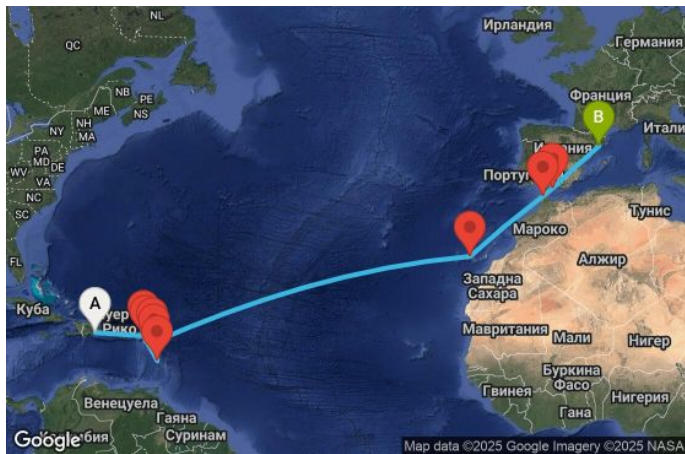 NL
Ирландия
QC
Германия
NB
PE
Франция
ME
NS
B
NY
NH
MA
Итали
PA
MD
DE
WV
VA
NC
Португ
SC
Тунис
Мароко
FL
Алжир
Западна
Сахара
A
Куба
Рико
Мавритания
Мали
Нигер
Буркина
Фасо
Гвинея
Нигерия
Венецуела
Гана
Гаяна
Суринам
Google
Map data ©2025 Google Imagery ©2025 NASA